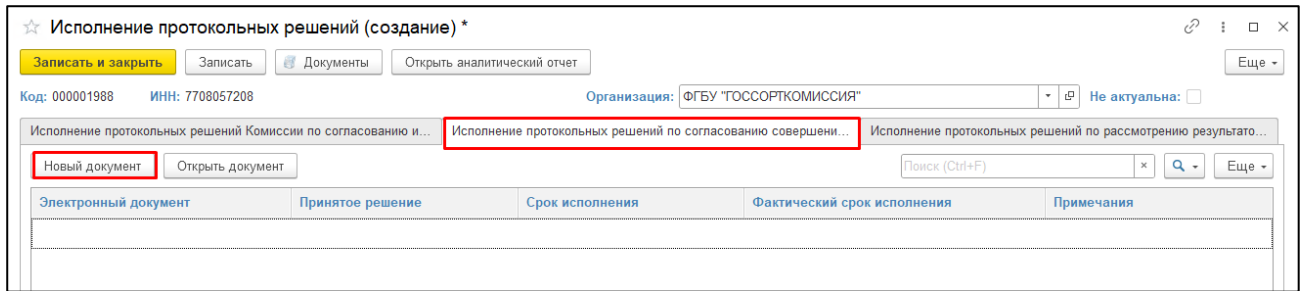 Исполнение протокольных решений (создание) *
Записать и закрыть Записать Документы Открыть аналитический отчет Еще
Код: 000001988 ИНН: 7708057208 Организация: ФГБУ "ГОССОРТКОМИССИЯ" Не актуальна:
Исполнение протокольных решений Комиссии по согласованию и... Исполнение протокольных решений по согласованию совершени... Исполнение протокольных решений по рассмотрению результато...
Новый документ Открыть документ Поиск (Ctrl+F) × Еще
Электронный документ Принятое решение Срок исполнения Фактический срок исполнения Примечания